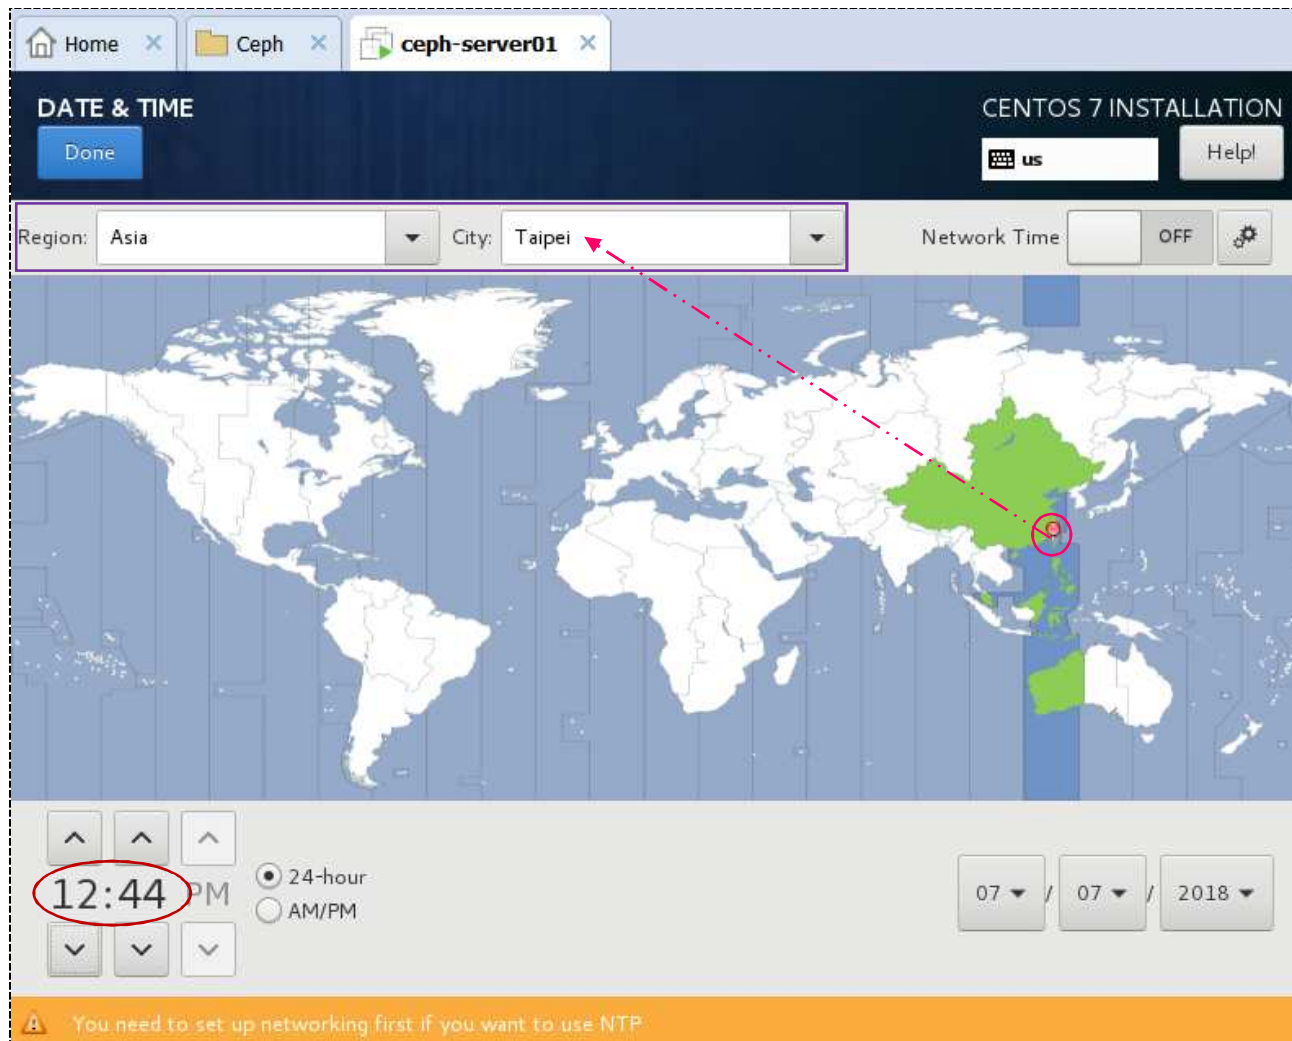 Home Ceph ceph-server01
DATE & TIME CENTOS 7 INSTALLATION
Done us Help!
Region: Asia City: Taipei Network Time OFF
24-hour
12:44 PM 07 / 07 / 2018
AM/PM
You need to set up networking first if you want to use NTP